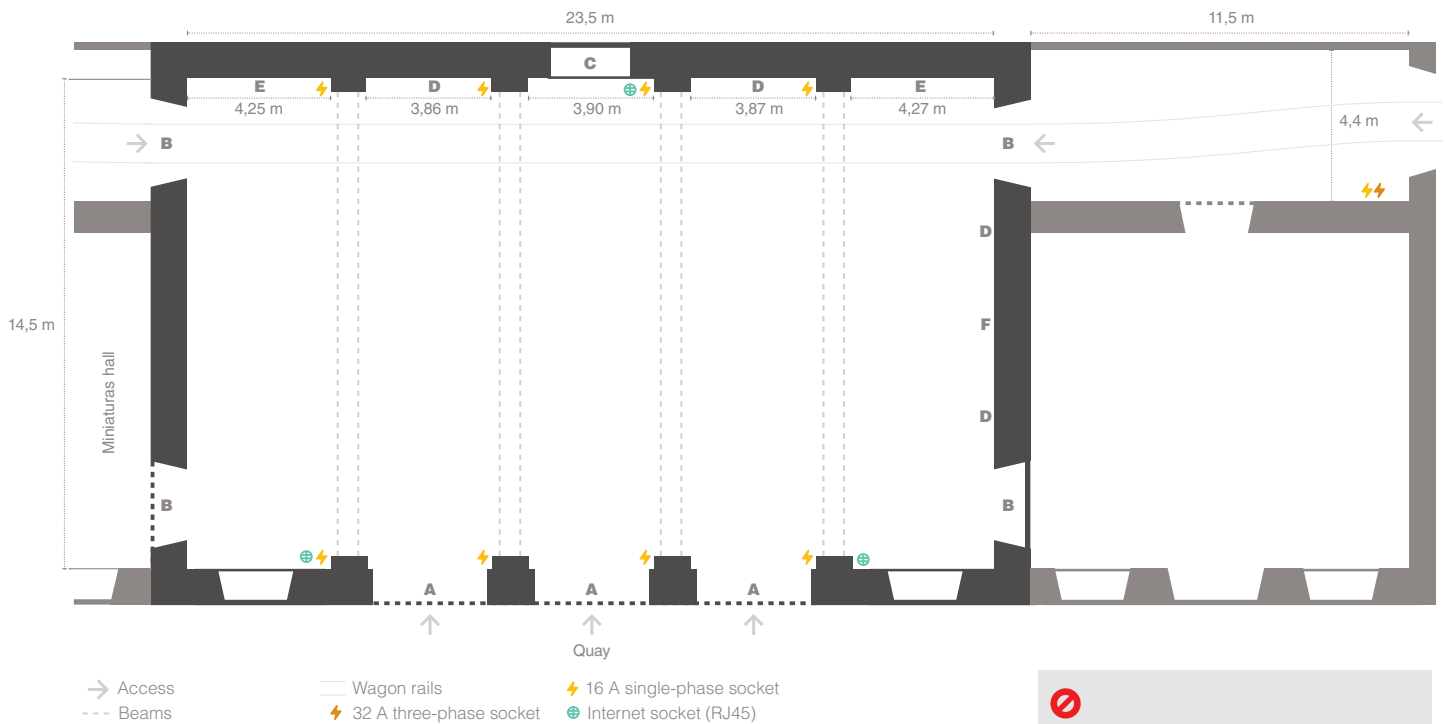 23,5 m 11,5 m
C
E D D E
4,25 m 3,86 m 3,90 m 3,87 m 4,27 m
4,4 m
B B
D
14,5 m F
Miniaturas hall
D
B B
A A A
Quay
Access Wagon rails 16 A single-phase socket
Beams 32 A three-phase socket Internet socket (RJ45)